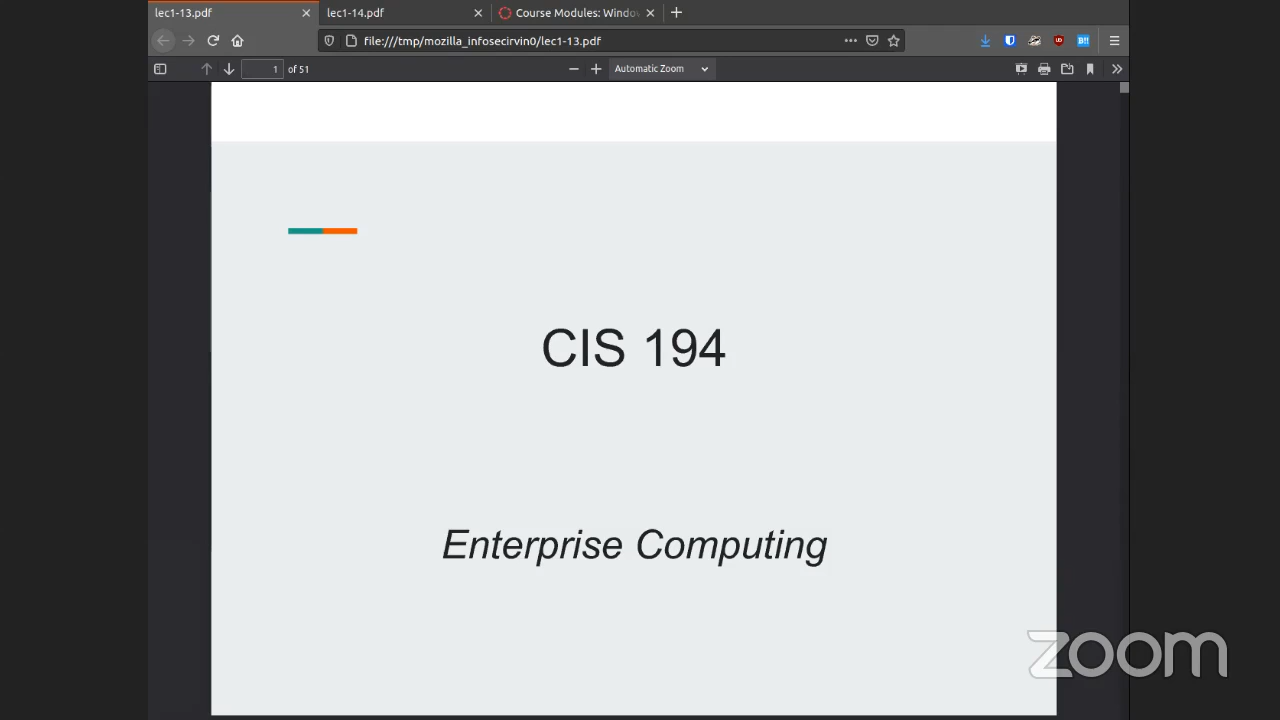 lec1-13.pdf
lec1-14.pdf
Course Modules: Windo
file:///tmp/mozilla_infosecirvin0/lec1-13.pdf
1 of 51
Automatic Zoom
CIS 194
Enterprise Computing
zoom